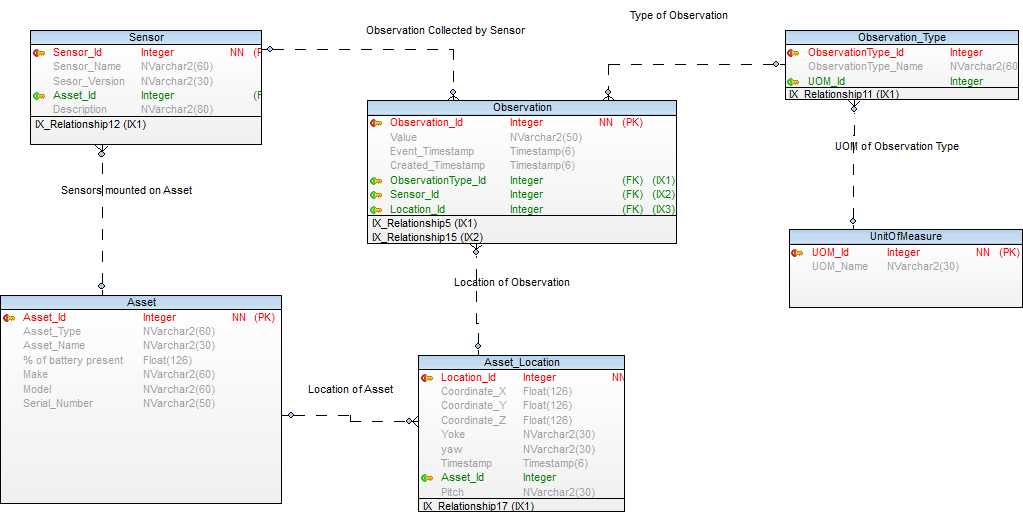 Type of Observation
Observation Collected by Sensor
Sensor
Sensor_Id Integer NN (P
Sensor_Name NVarchar2(60)
Sesor_Version NVarchar2(30)
Asset_Id Integer (F
Description NVarchar2(80)
IX_Relationship12 (IX1)
Observation_Type
ObservationType_Id Integer
ObservationType_Name NVarchar2(60
UOM_Id Integer
IX_Relationship11 (IX1)
Observation
Observation_Id Integer NN (PK)
Value NVarchar2(50)
Event_Timestamp Timestamp(6)
Created_Timestamp Timestamp(6)
ObservationType_Id Integer (FK) (IX1)
Sensor_Id Integer (FK) (IX2)
Location_Id Integer (FK) (IX3)
IX_Relationship5 (IX1)
IX_Relationship15 (IX2)
UOM of Observation Type
Sensors mounted on Asset
UnitOfMeasure
UOM_Id Integer NN (PK)
UOM_Name NVarchar2(30)
Location of Observation
Asset
Asset_Id Integer NN (PK)
Asset_Type NVarchar2(60)
Asset_Name NVarchar2(30)
% of battery present Float(126)
Make NVarchar2(60)
Model NVarchar2(60)
Serial_Number NVarchar2(50)
Location of Asset
Asset_Location
Location_Id Integer NN
Coordinate_X Float(126)
Coordinate_Y Float(126)
Coordinate_Z Float(126)
Yoke NVarchar2(30)
yaw NVarchar2(30)
Timestamp Timestamp(6)
Asset_Id Integer
Pitch NVarchar2(30)
IX_Relationship17 (IX1)